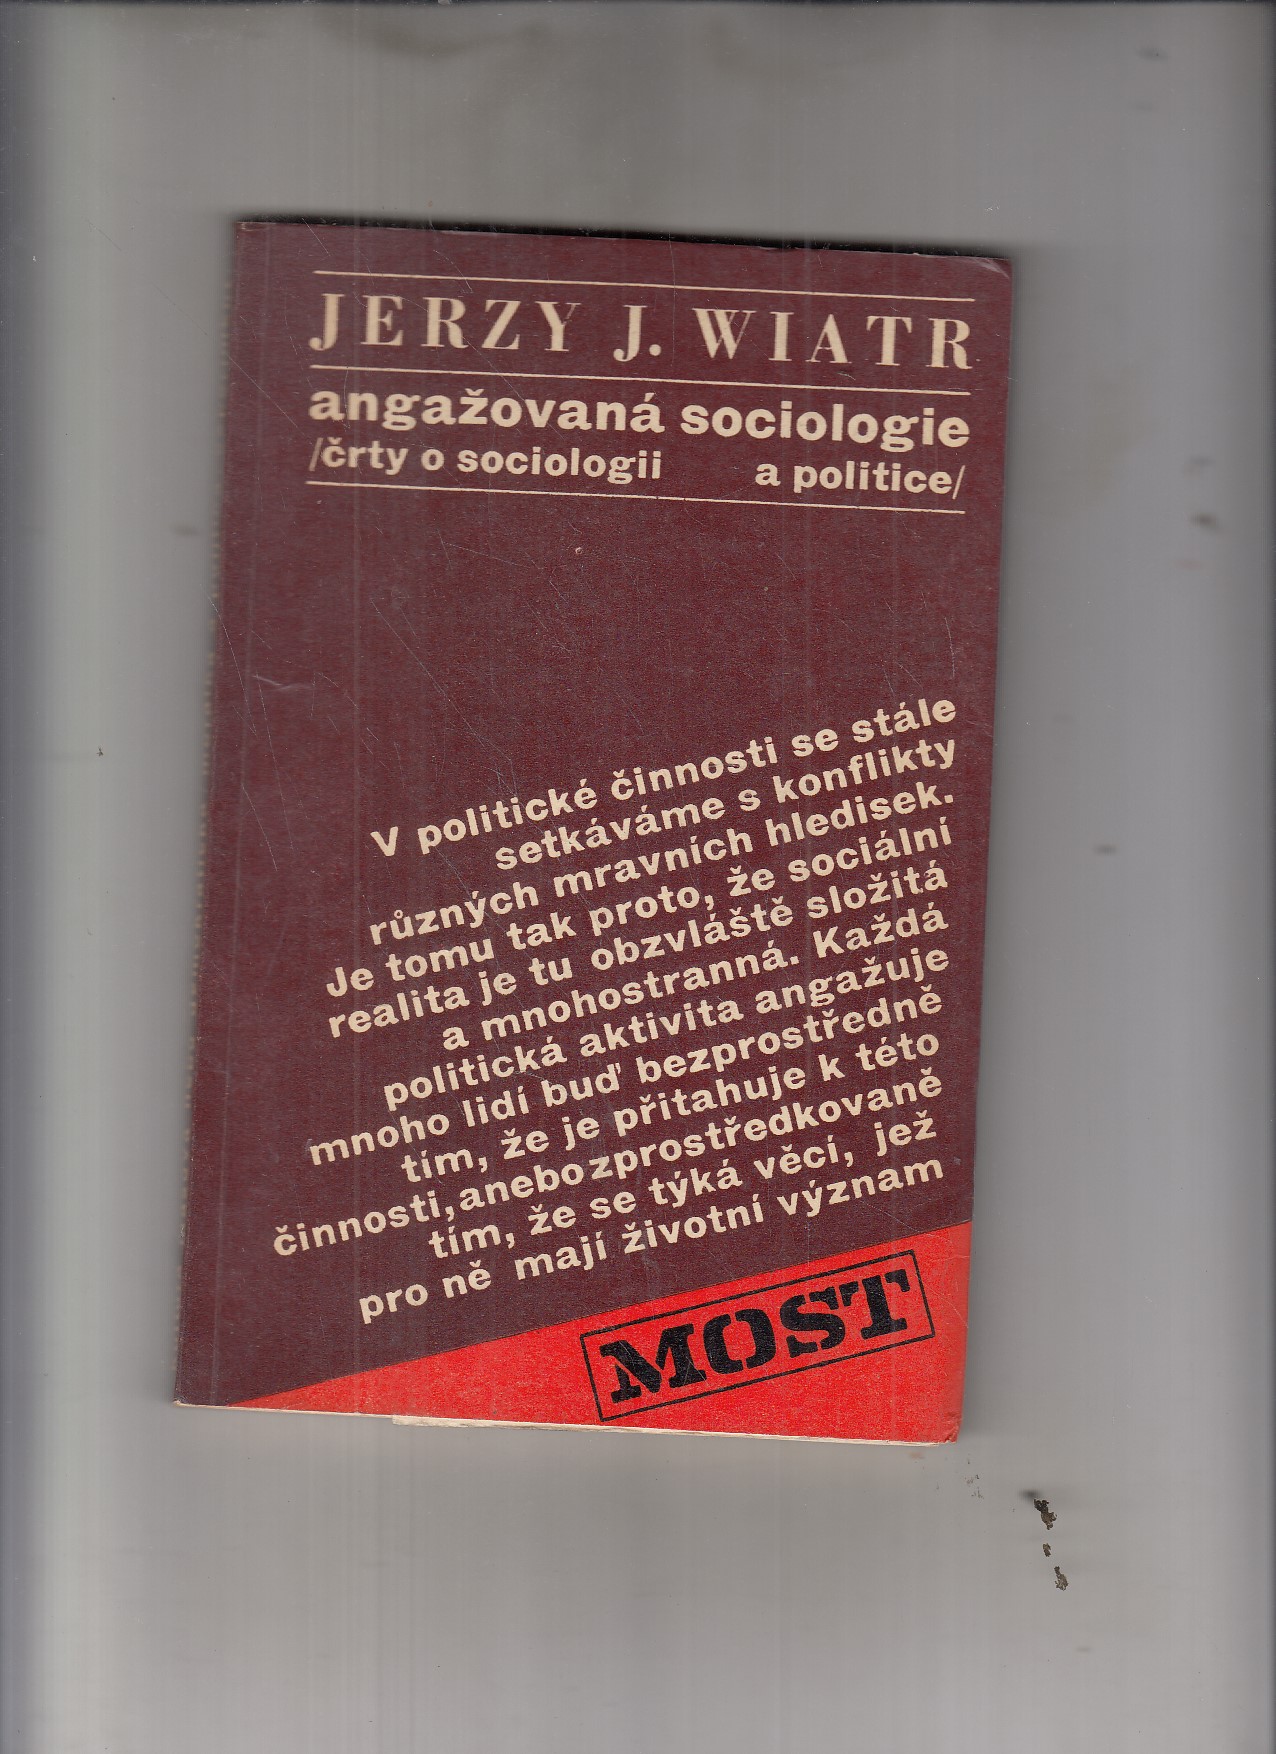 JERZY J. WIATR
angažovaná sociologie
/črty o sociologii a politice/
V politické činnosti se stále
setkáváme s konflikty
různých mravních hledisek.
Je tomu tak proto, že sociální
realita je tu obzvláště složitá
a mnohostranná. Každá
politická aktivita angažuje
mnoho lidí buď bezprostředně
tím, že je přitahuje k této
činnosti, anebo zprostředkovaně
tím, že se týká věcí, jež
pro ně mají životní význam
MOST